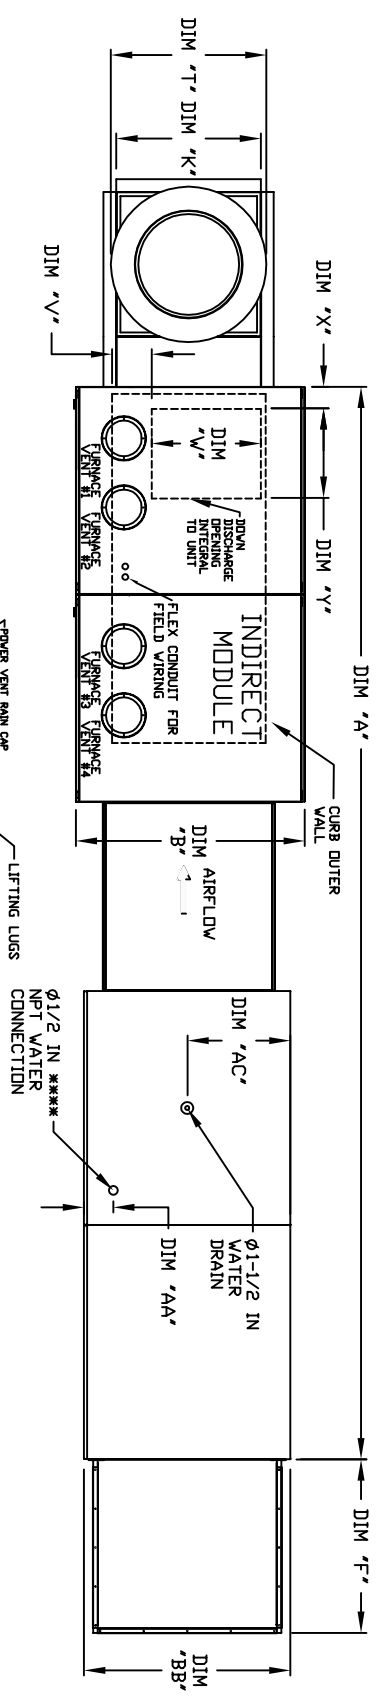 DIM "T"
DIM "K"
DIM "V"
DIM "X"
DIM
"W"
DIM "Y"
DOWN
DISCHARGE
OPENING
INTEGRAL
TO UNIT
FURNACE
VENT #1
FURNACE
VENT #2
FLEX CONDUIT FOR
FIELD WIRING
INDIRECT
MODULE
FURNACE
VENT #3
FURNACE
VENT #4
CURB OUTER
WALL
DIM "A"
DIM
"B"
AIRFLOW
POWER VENT RAIN CAP
LIFTING LUGS
DIM "AC"
Ø1/2 IN ****
NPT WATER
CONNECTION
Ø1-1/2 IN
WATER
DRAIN
DIM "AA"
DIM "F"
DIM
"BB"